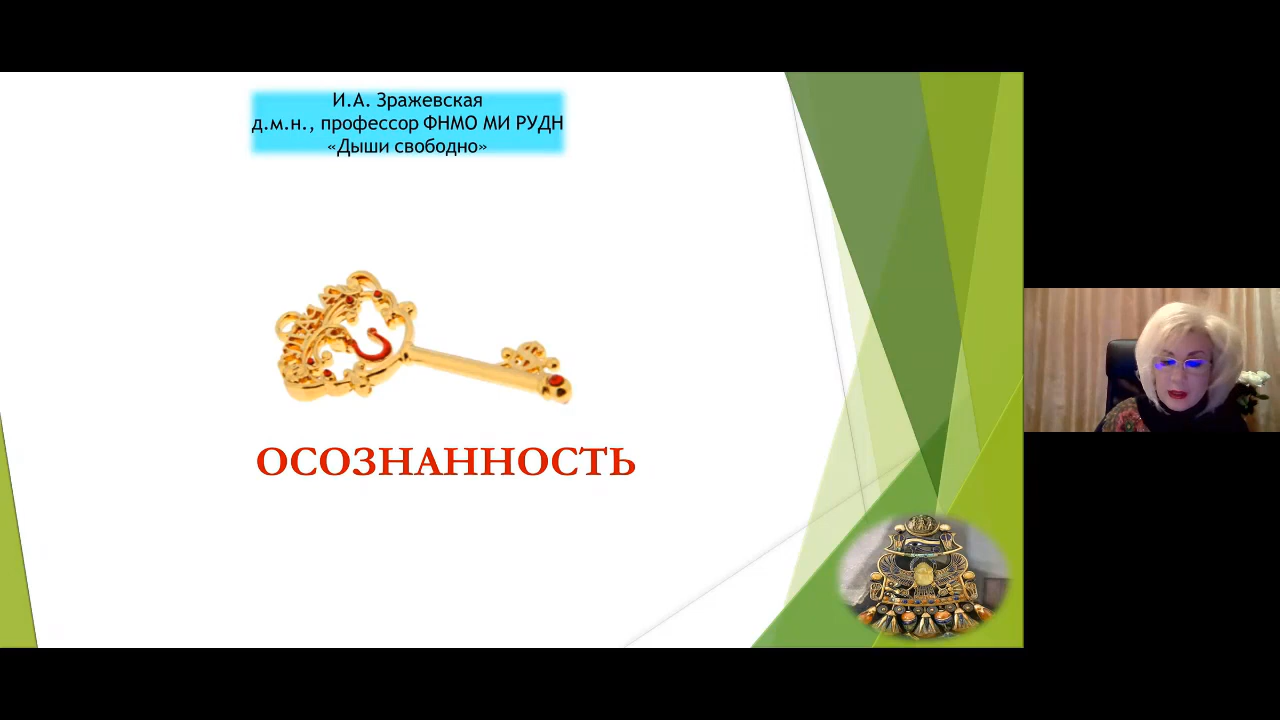 И.А. Зражевская
д.м.н., профессор ФНМО МИ РУДН
«Дыши свободно»
ОСОЗНАННОСТЬ